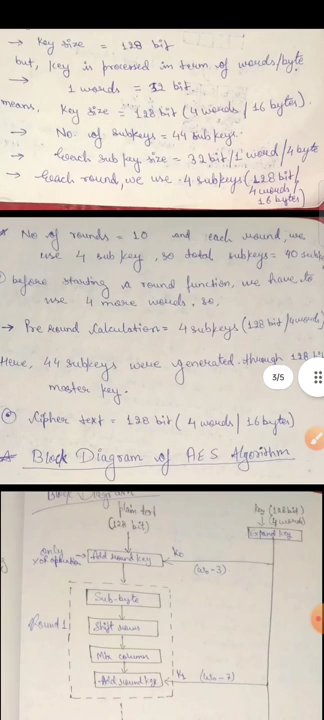 → Key size = 128 bit
but, key is processed in term of words/byte
→ 1 words = 32 bit.
means, Key size = 128 bit (4 words / 16 bytes).
→ No. of subkeys = 44 subkeys.
→ Each sub key size = 32 bit / 1 word / 4 byte
→ Each round, we use 4 subkeys (128 bit/
4 words/
16 bytes)
* No of rounds = 10 and each round, we
use 4 sub key, so total subkeys = 40 subk
before starting a round function, we have to
use 4 more words, so,
→ Pre round calculation = 4 subkeys (128 bit/4 words)
Here, 44 subkeys were generated through 128 bit
master key.
3/5
Cipher text = 128 bit (4 words / 16 bytes)
Block Diagram of AES Algorithm
Block Diagram
Plain text
(128 bit)
Key (128 bit)
(4 words)
Expand key
only
xor operation
Add round key
K0
(w0-3)
Round 1
Sub-byte
Shift rows
Mix columns
Add round key
K1
(w4-7)